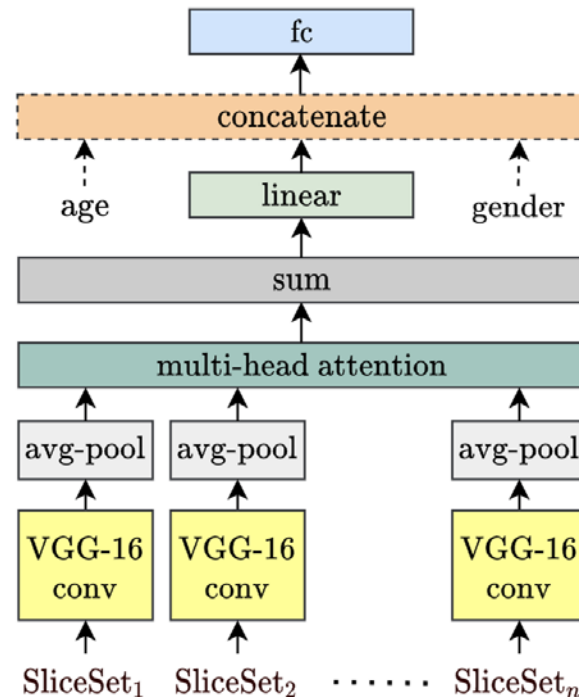 fc
concatenate
age
gender
linear
sum
multi-head attention
avg-pool avg-pool avg-pool
VGG-16 VGG-16 VGG-16
conv conv conv
SliceSet₁ SliceSet₂ ...... SliceSetₙ